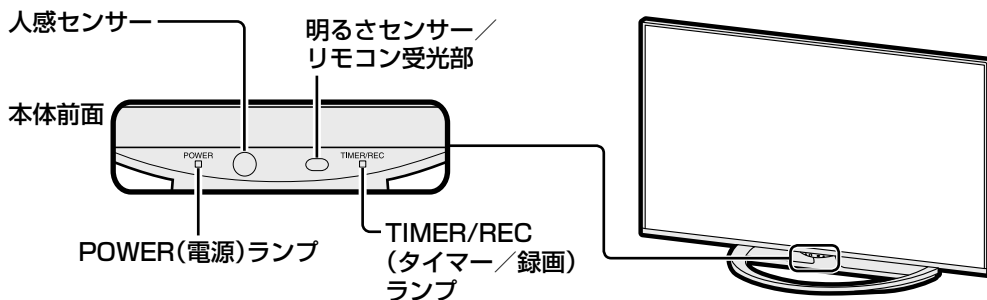 人感センサー
明るさセンサー／
リモコン受光部
本体前面
POWER
TIMER/REC
POWER（電源）ランプ
TIMER/REC
（タイマー／録画）
ランプ